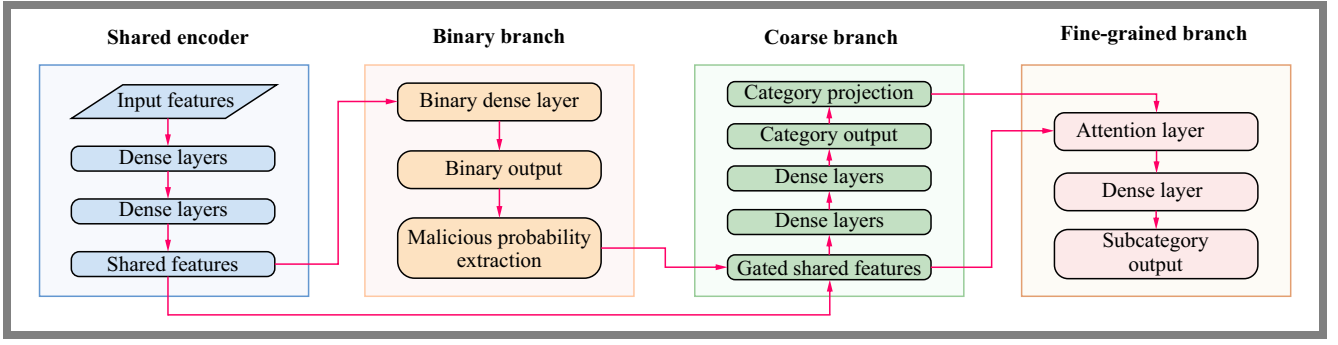 Shared encoder
Input features
Dense layers
Dense layers
Shared features
Binary branch
Binary dense layer
Binary output
Malicious probability
extraction
Coarse branch
Category projection
Category output
Dense layers
Dense layers
Gated shared features
Fine-grained branch
Attention layer
Dense layer
Subcategory
output